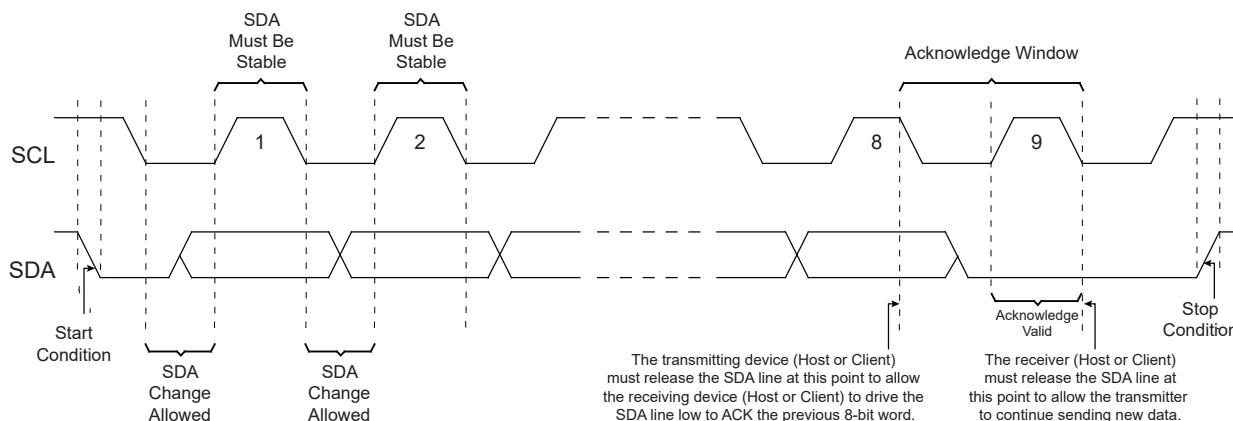 SDA
Must Be
Stable
SDA
Must Be
Stable
Acknowledge Window
SCL
1
2
8
9
SDA
Start
Condition
SDA
Change
Allowed
SDA
Change
Allowed
Acknowledge
Valid
Stop
Condition
The transmitting device (Host or Client)
must release the SDA line at this point to allow
the receiving device (Host or Client) to drive the
SDA line low to ACK the previous 8-bit word.
The receiver (Host or Client)
must release the SDA line at
this point to allow the transmitter
to continue sending new data.